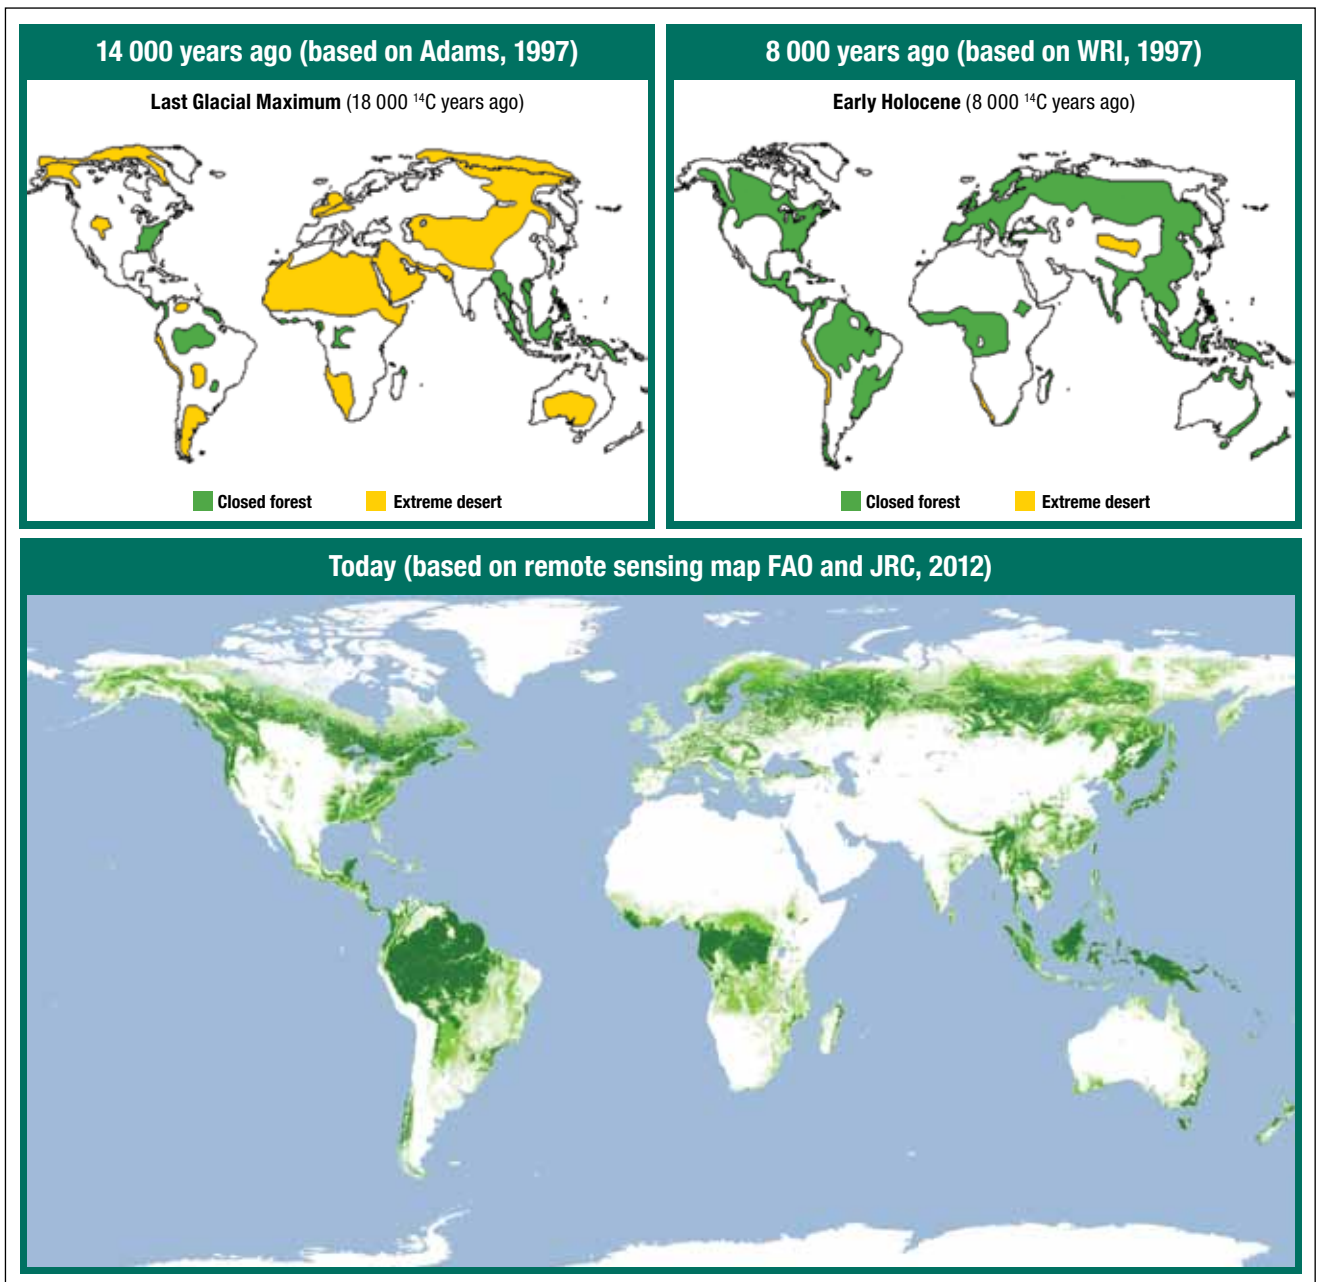 14 000 years ago (based on Adams, 1997)
Last Glacial Maximum (18 000 ¹⁴C years ago)
Closed forest
Extreme desert
8 000 years ago (based on WRI, 1997)
Early Holocene (8 000 ¹⁴C years ago)
Closed forest
Extreme desert
Today (based on remote sensing map FAO and JRC, 2012)